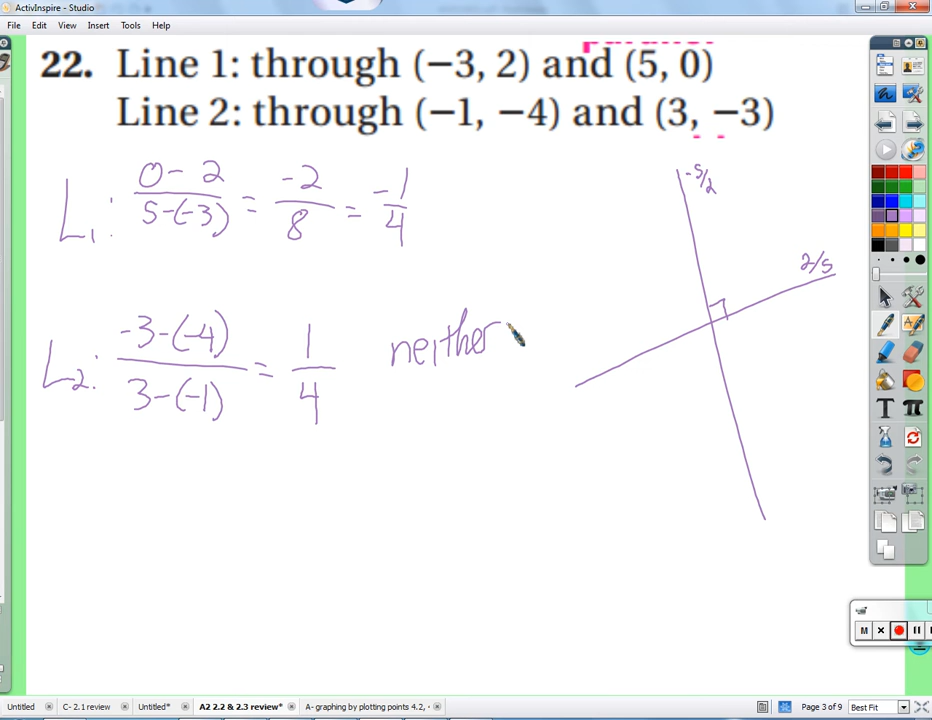 ActivInspire - Studio
File Edit View Insert Tools Help
22. Line 1: through (−3, 2) and (5, 0)
Line 2: through (−1, −4) and (3, −3)
L₁: 0-2 / 5-(-3) = -2/8 = -1/4
-5/2
2/5
L₂: -3-(-4) / 3-(-1) = 1/4 neither
T π
M
Untitled C- 2.1 review Untitled* A2 2.2 & 2.3 review* A- graphing by plotting points 4.2, - Page 3 of 9 Best Fit